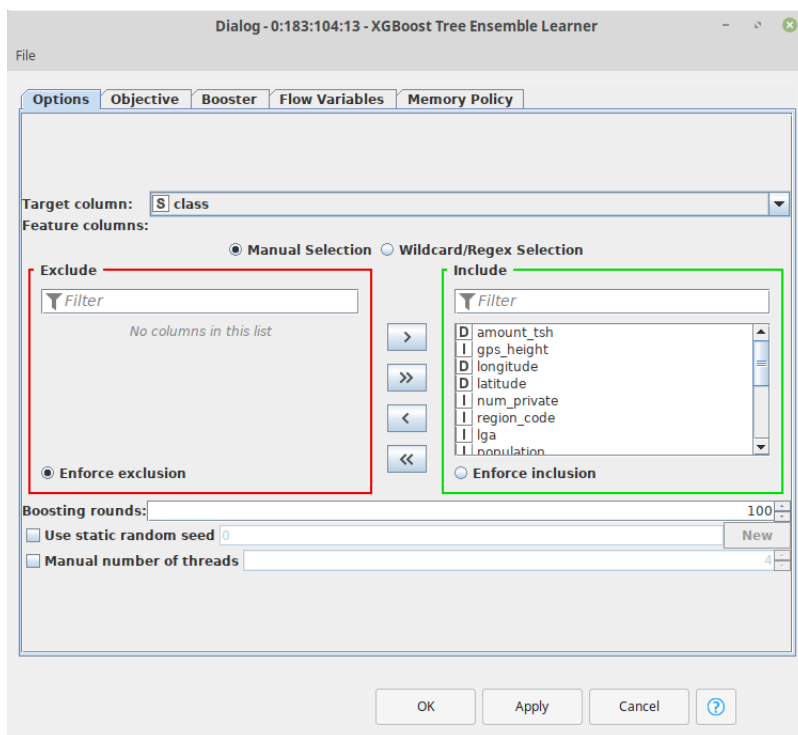 Dialog - 0:183:104:13 - XGBoost Tree Ensemble Learner
File
Options Objective Booster Flow Variables Memory Policy
Target column: S class
Feature columns:
Manual Selection Wildcard/Regex Selection
Exclude Include
Filter Filter
No columns in this list
D amount_tsh
I gps_height
D longitude
D latitude
I num_private
I region_code
I lga
I population
> 
>>
<
<<
Enforce exclusion Enforce inclusion
Boosting rounds: 100
Use static random seed 0 New
Manual number of threads 4
OK Apply Cancel ?